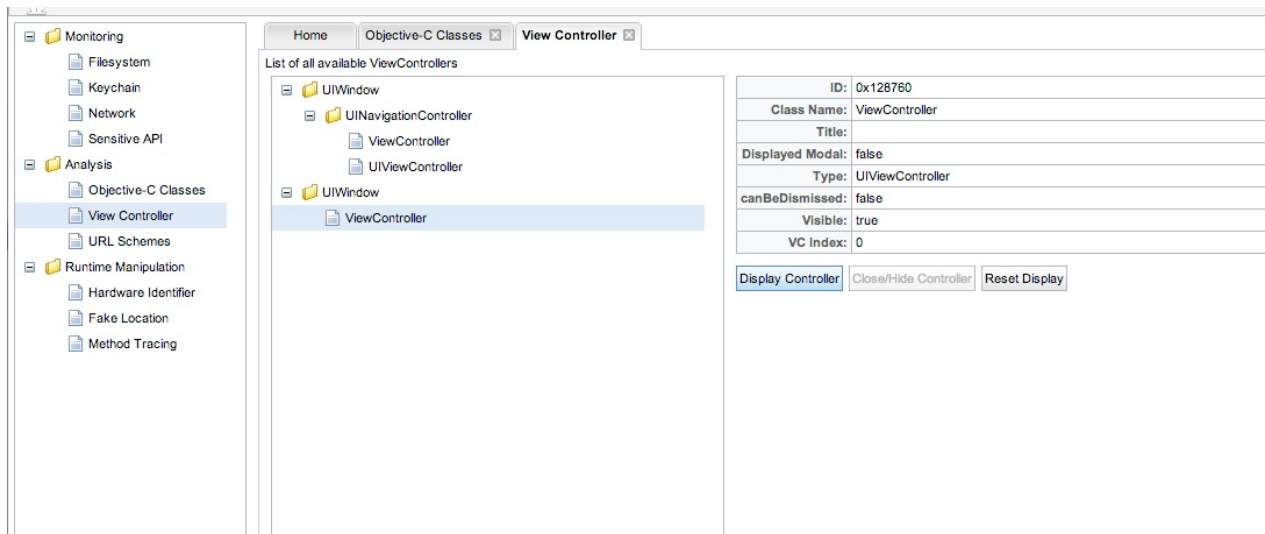 Monitoring
Filesystem
Keychain
Network
Sensitive API
Analysis
Objective-C Classes
View Controller
URL Schemes
Runtime Manipulation
Hardware Identifier
Fake Location
Method Tracing
Home
Objective-C Classes
View Controller
List of all available ViewControllers
UIWindow
UINavigationController
ViewController
UIViewController
UIWindow
ViewController
ID: 0x128760
Class Name: ViewController
Title:
Displayed Modal: false
Type: UIViewController
canBeDismissed: false
Visible: true
VC Index: 0
Display Controller Close/Hide Controller Reset Display